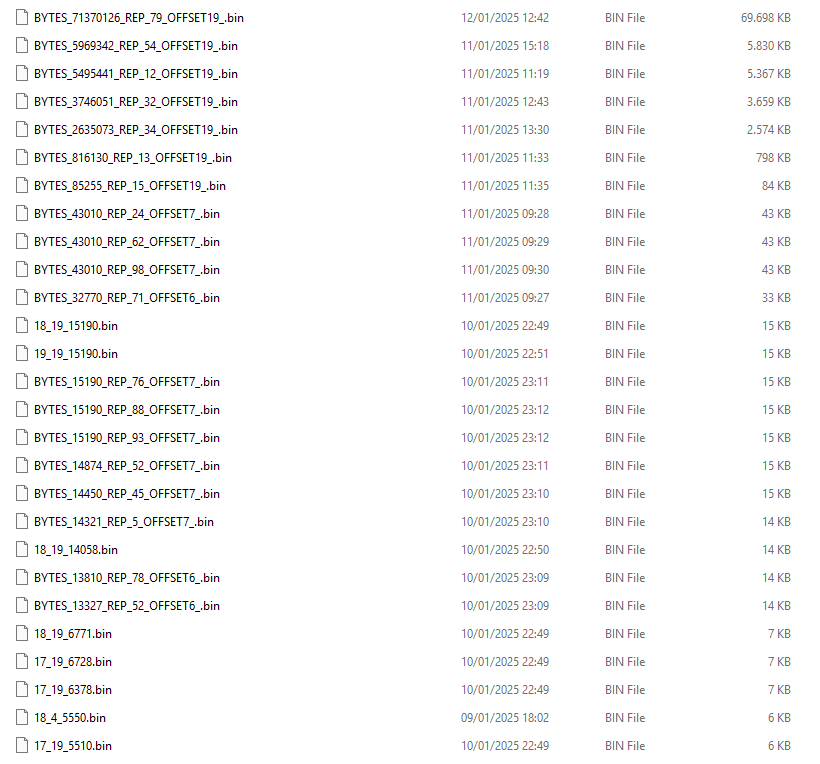 BYTES_71370126_REP_79_OFFSET19_.bin 12/01/2025 12:42 BIN File 69.698 KB
BYTES_5969342_REP_54_OFFSET19_.bin 11/01/2025 15:18 BIN File 5.830 KB
BYTES_5495441_REP_12_OFFSET19_.bin 11/01/2025 11:19 BIN File 5.367 KB
BYTES_3746051_REP_32_OFFSET19_.bin 11/01/2025 12:43 BIN File 3.659 KB
BYTES_2635073_REP_34_OFFSET19_.bin 11/01/2025 13:30 BIN File 2.574 KB
BYTES_816130_REP_13_OFFSET19_.bin 11/01/2025 11:33 BIN File 798 KB
BYTES_85255_REP_15_OFFSET19_.bin 11/01/2025 11:35 BIN File 84 KB
BYTES_43010_REP_24_OFFSET7_.bin 11/01/2025 09:28 BIN File 43 KB
BYTES_43010_REP_62_OFFSET7_.bin 11/01/2025 09:29 BIN File 43 KB
BYTES_43010_REP_98_OFFSET7_.bin 11/01/2025 09:30 BIN File 43 KB
BYTES_32770_REP_71_OFFSET6_.bin 11/01/2025 09:27 BIN File 33 KB
18_19_15190.bin 10/01/2025 22:49 BIN File 15 KB
19_19_15190.bin 10/01/2025 22:51 BIN File 15 KB
BYTES_15190_REP_76_OFFSET7_.bin 10/01/2025 23:11 BIN File 15 KB
BYTES_15190_REP_88_OFFSET7_.bin 10/01/2025 23:12 BIN File 15 KB
BYTES_15190_REP_93_OFFSET7_.bin 10/01/2025 23:12 BIN File 15 KB
BYTES_14874_REP_52_OFFSET7_.bin 10/01/2025 23:11 BIN File 15 KB
BYTES_14450_REP_45_OFFSET7_.bin 10/01/2025 23:10 BIN File 15 KB
BYTES_14321_REP_5_OFFSET7_.bin 10/01/2025 23:10 BIN File 14 KB
18_19_14058.bin 10/01/2025 22:50 BIN File 14 KB
BYTES_13810_REP_78_OFFSET6_.bin 10/01/2025 23:09 BIN File 14 KB
BYTES_13327_REP_52_OFFSET6_.bin 10/01/2025 23:09 BIN File 14 KB
18_19_6771.bin 10/01/2025 22:49 BIN File 7 KB
17_19_6728.bin 10/01/2025 22:49 BIN File 7 KB
17_19_6378.bin 10/01/2025 22:49 BIN File 7 KB
18_4_5550.bin 09/01/2025 18:02 BIN File 6 KB
17_19_5510.bin 10/01/2025 22:49 BIN File 6 KB